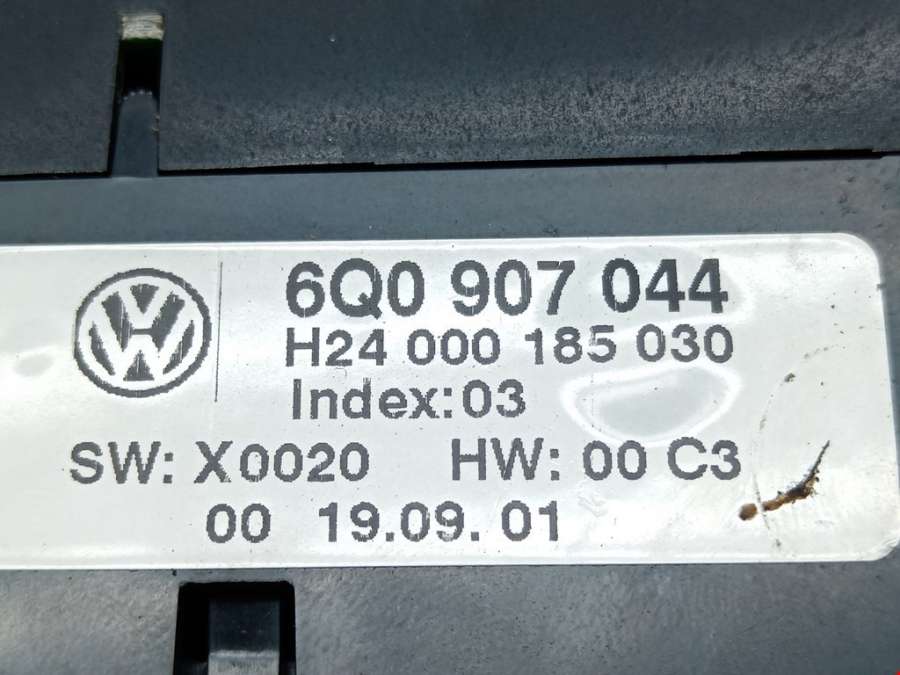 6Q0 907 044
H24 000 185 030
Index:03
SW: X0020 HW: 00 C3
00 19.09.01